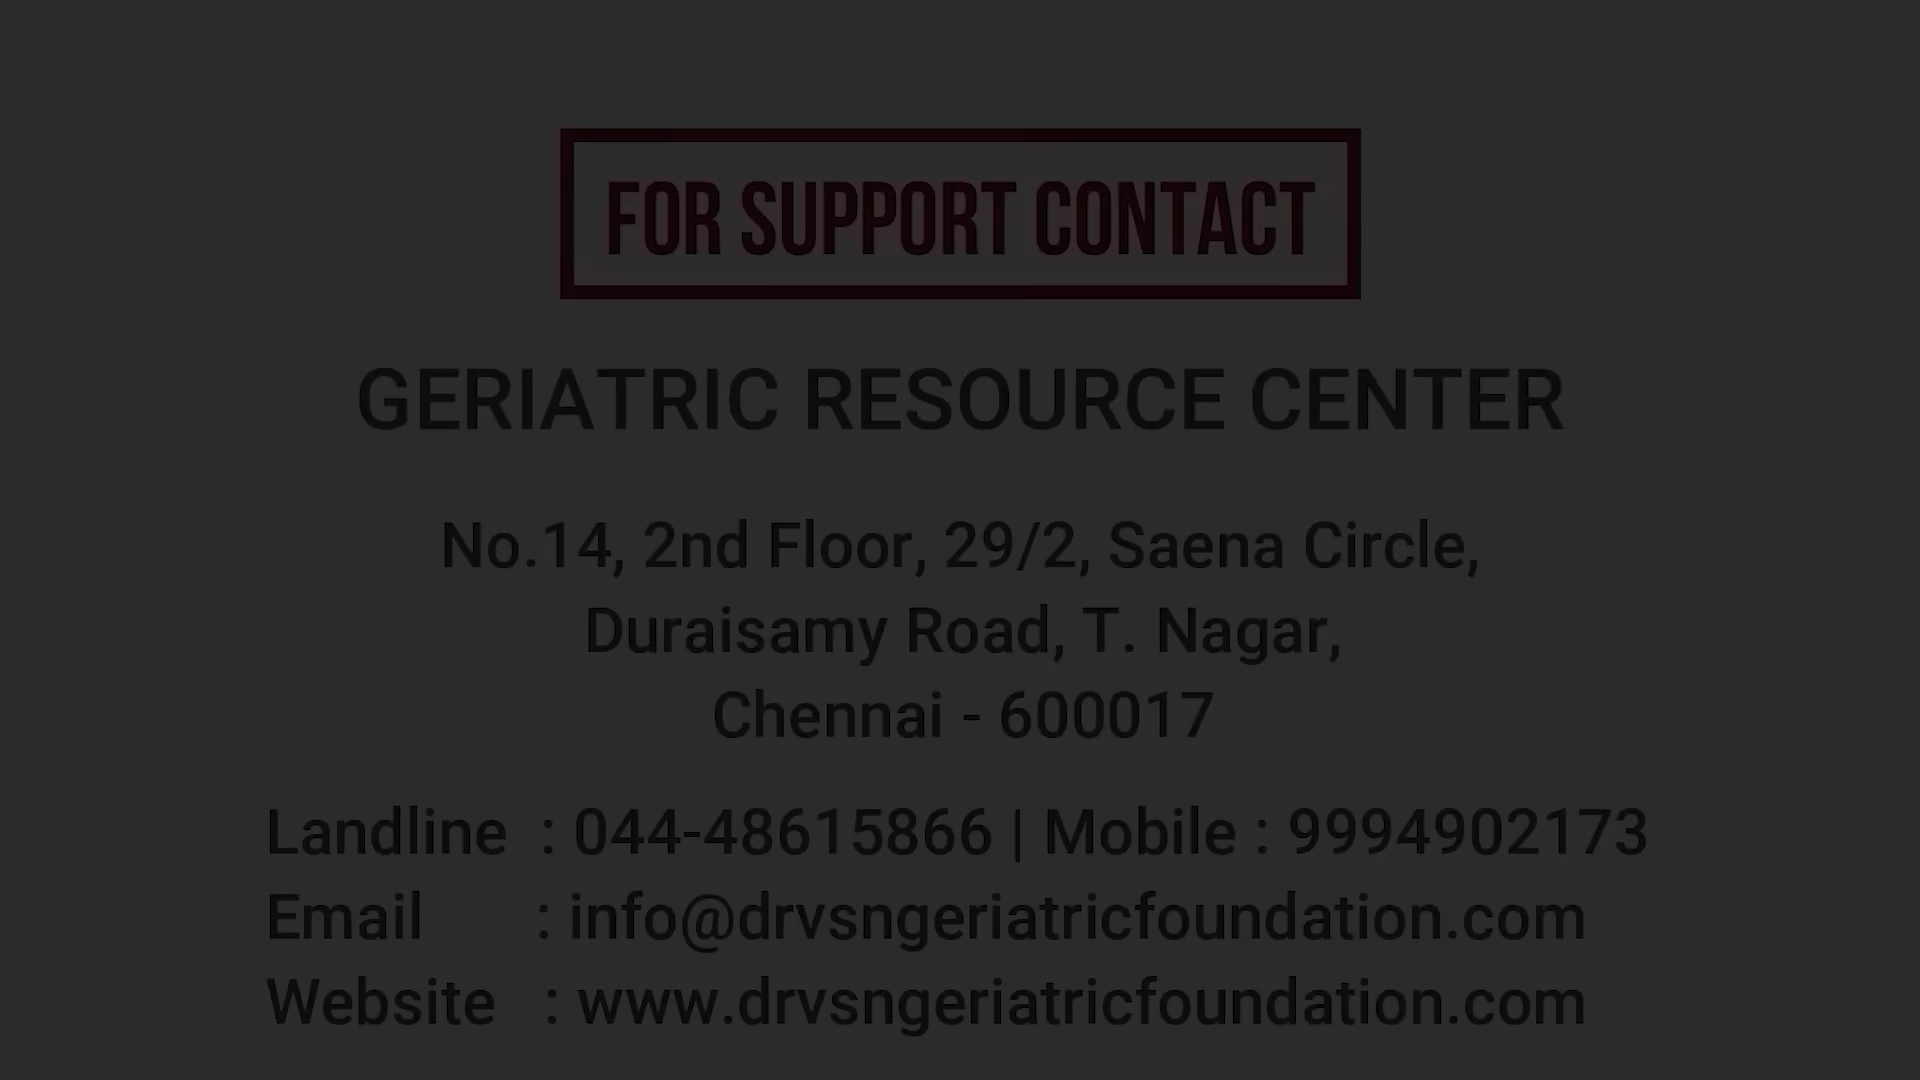 FOR SUPPORT CONTACT
GERIATRIC RESOURCE CENTER
No.14, 2nd Floor, 29/2, Saena Circle,
Duraisamy Road, T. Nagar,
Chennai - 600017
Landline : 044-48615866 | Mobile : 9994902173
Email : info@drvsngeriatricfoundation.com
Website : www.drvsngeriatricfoundation.com